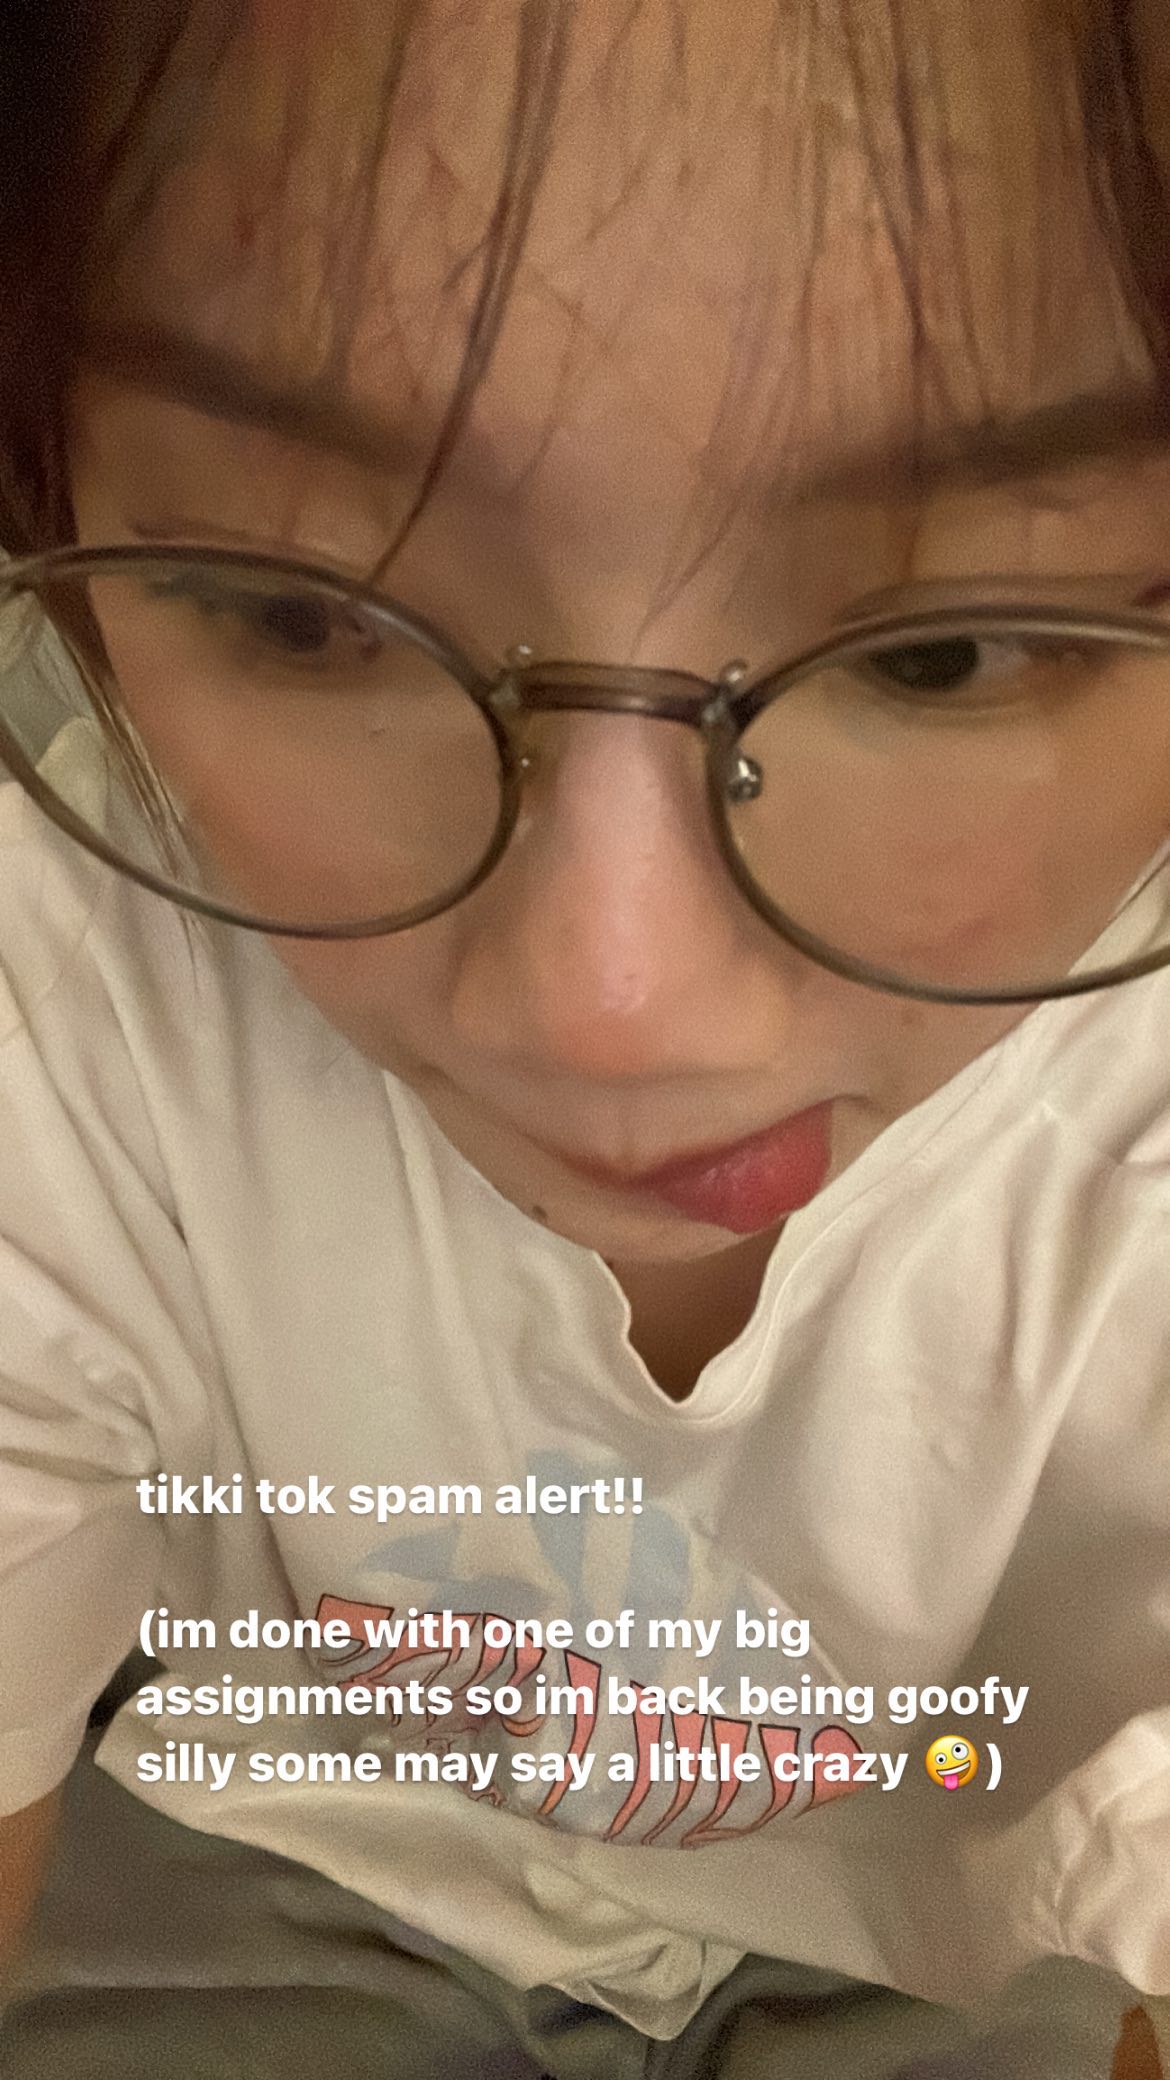 tikki tok spam alert!!
(im done with one of my big
assignments so im back being goofy
silly some may say a little crazy 🤪)